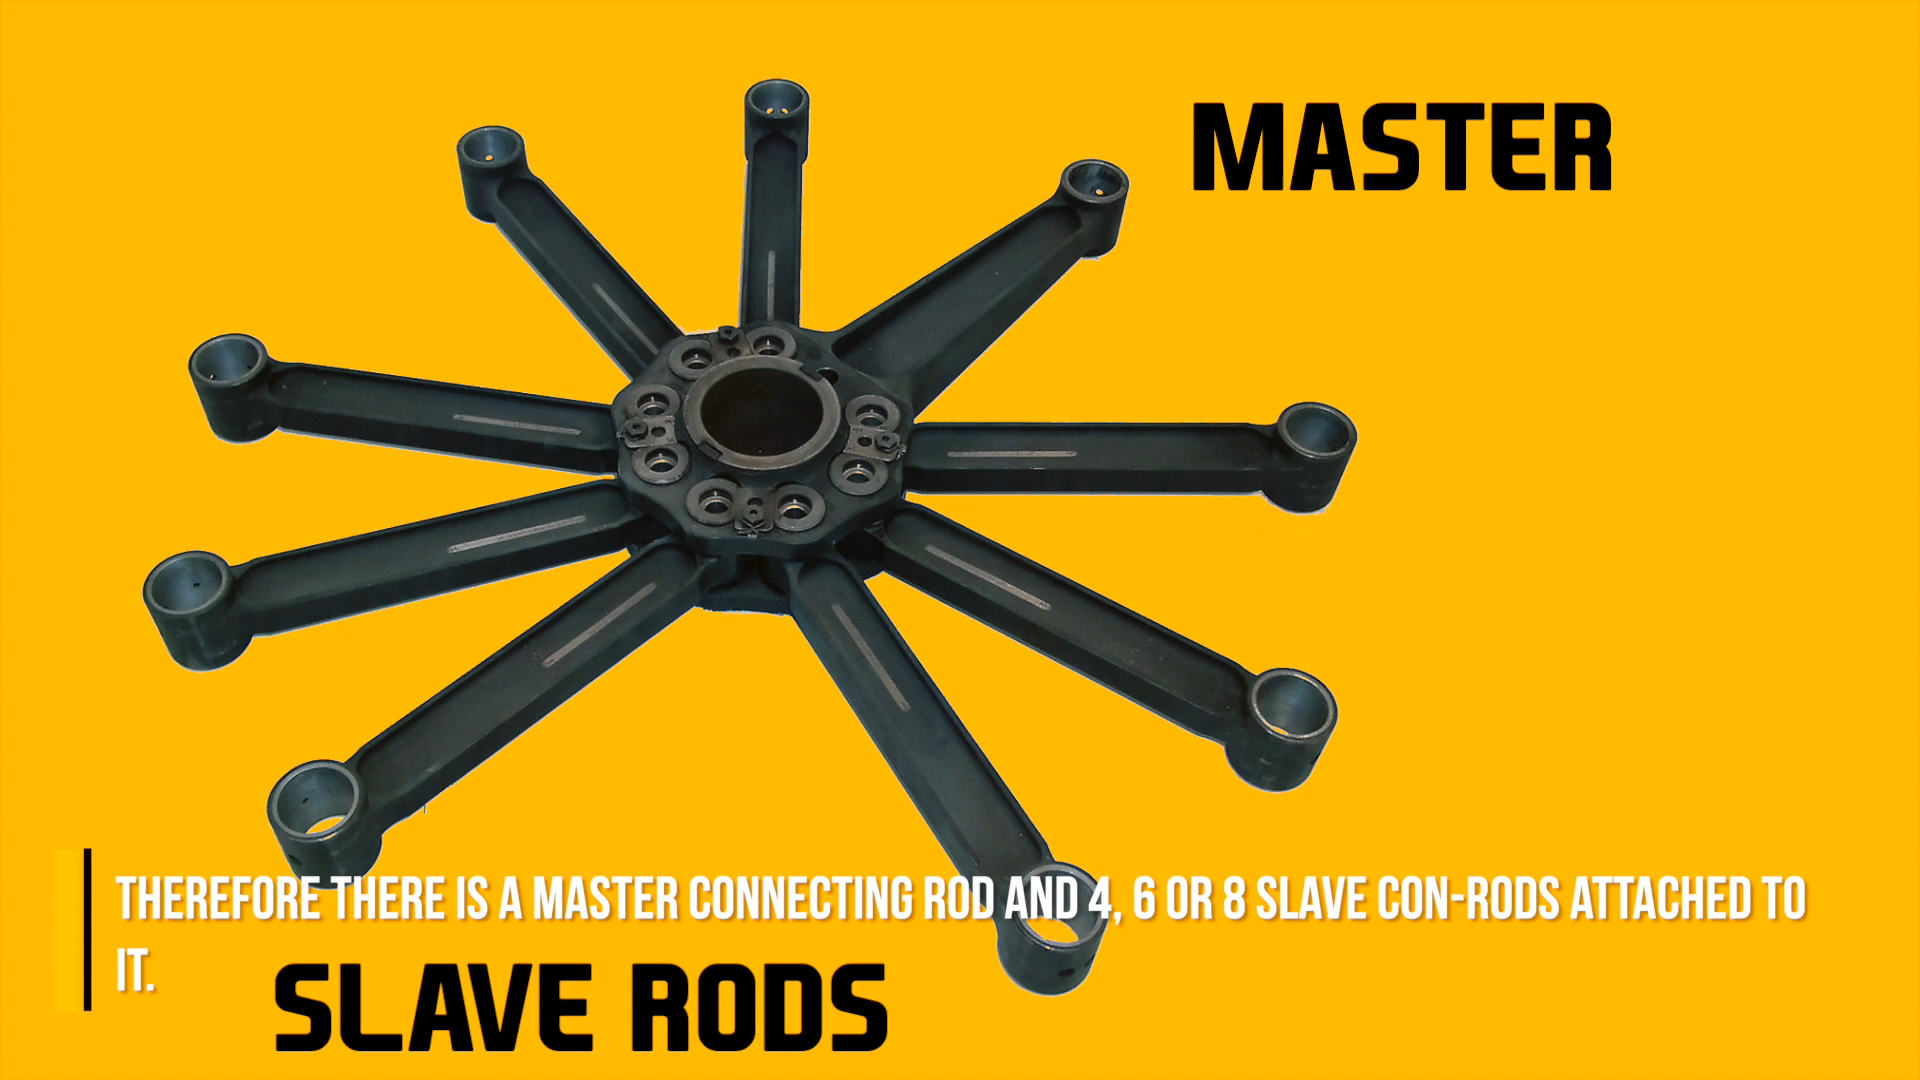 MASTER
THEREFORE THERE IS A MASTER CONNECTING ROD AND 4, 6 OR 8 SLAVE CON-RODS ATTACHED TO
IT.
SLAVE RODS